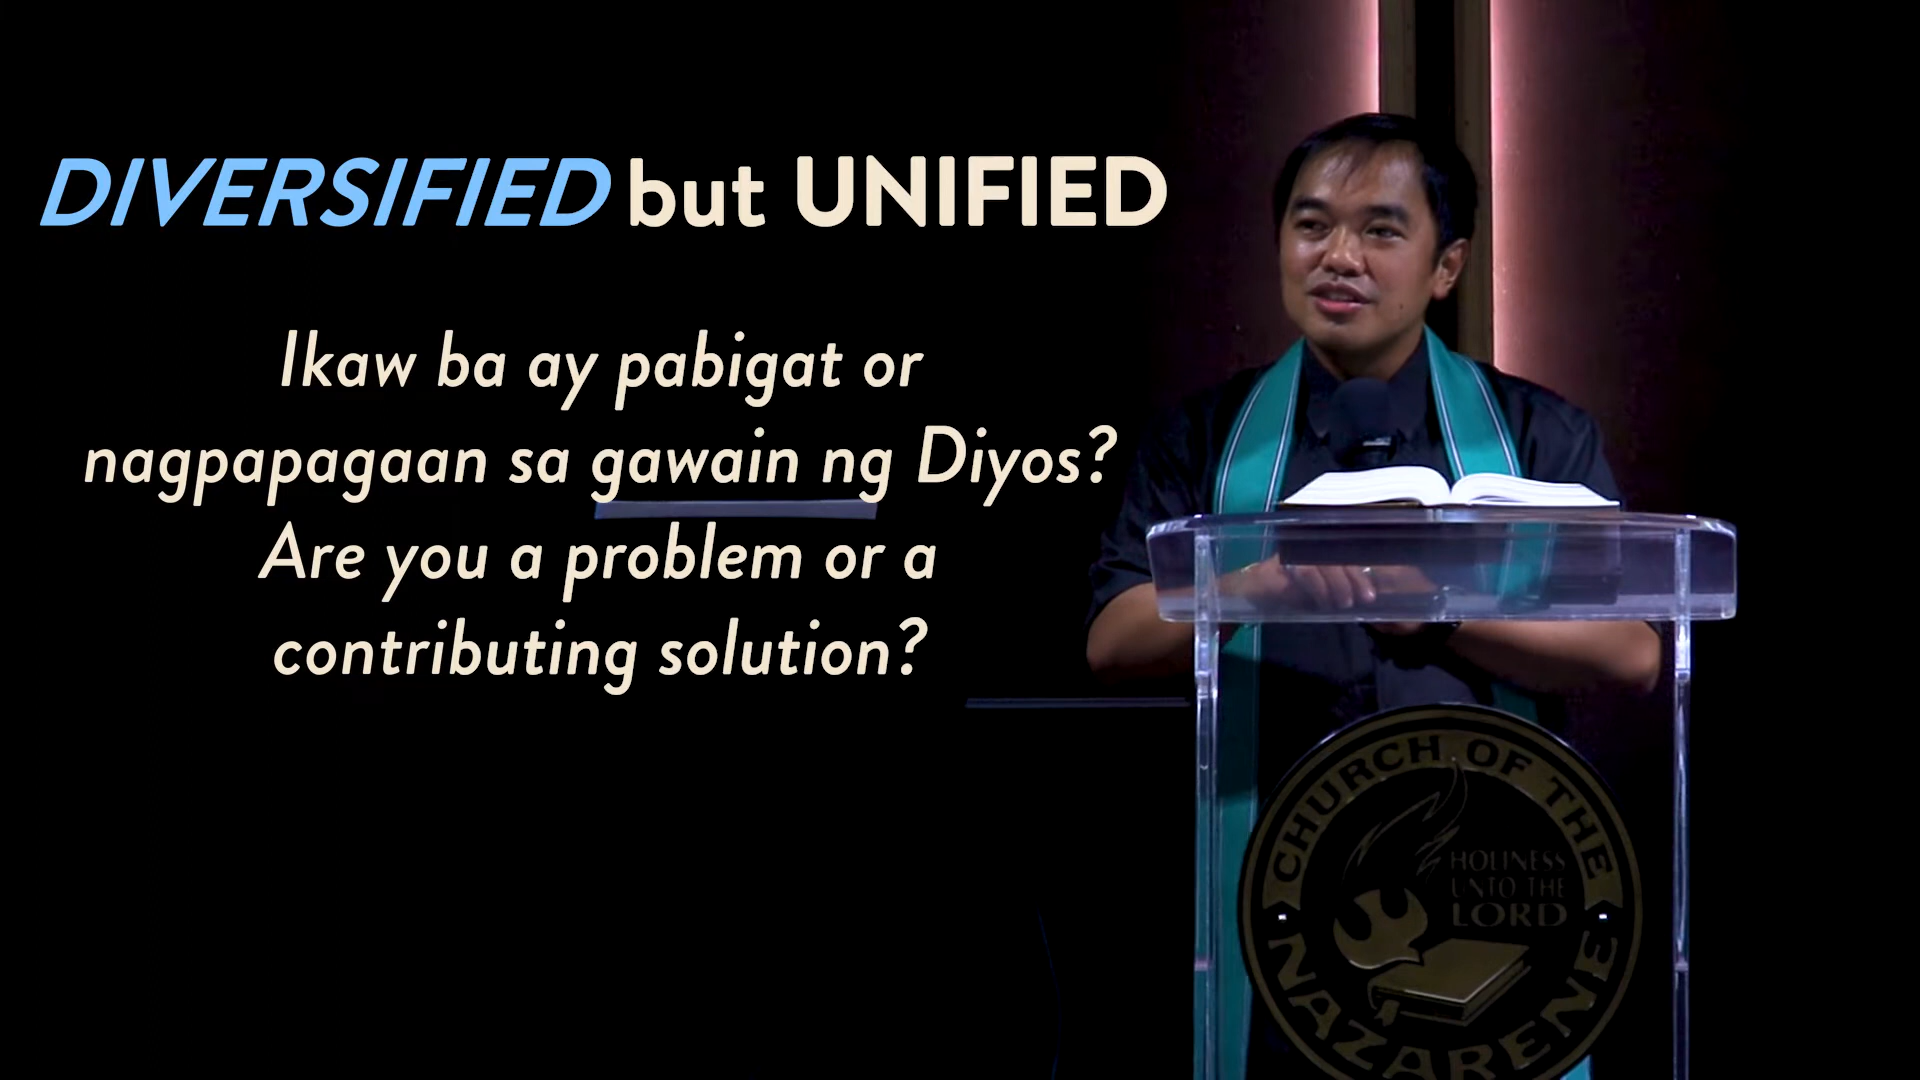 DIVERSIFIED but UNIFIED
Ikaw ba ay pabigat or
nagpapagaan sa gawain ng Diyos?
Are you a problem or a
contributing solution?
CHURCH OF THE
HOLINESS
UNTO THE
LORD
NAZARENE